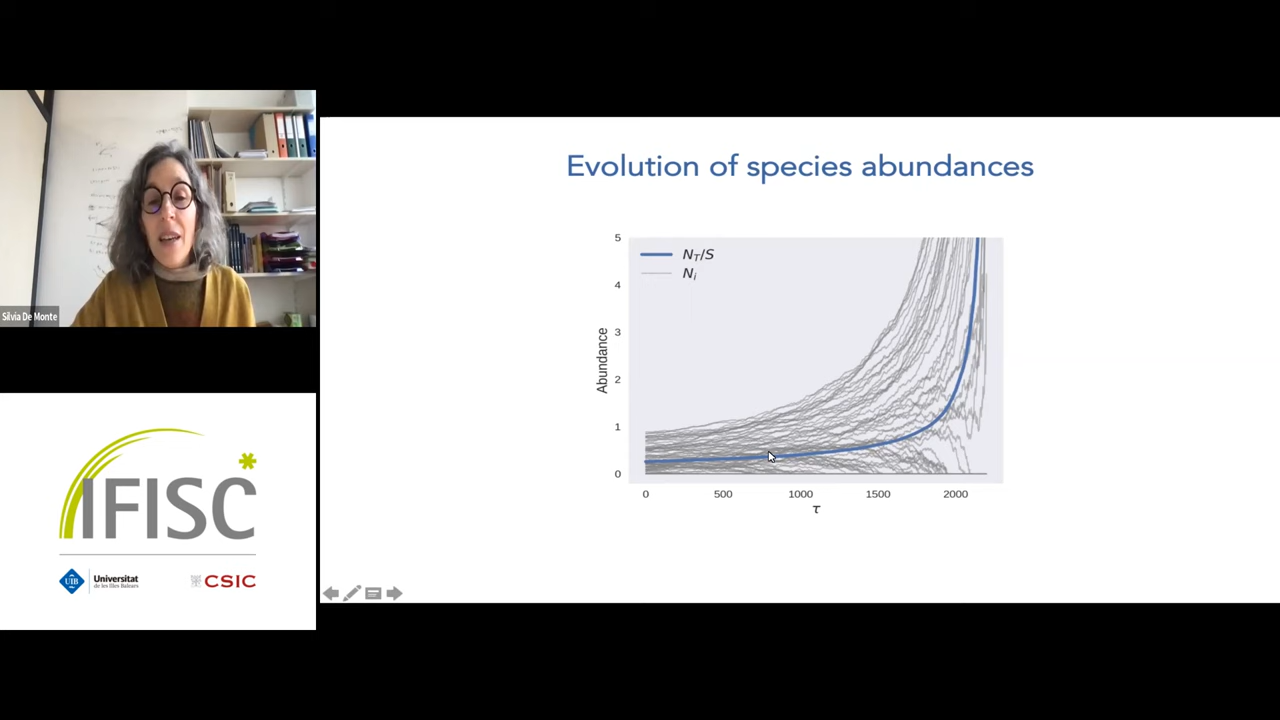 Silvia De Monte
IFISC
UIB
Universitat
de les Illes Balears
CSIC
Evolution of species abundances
N_T/S
N_i
Abundance
5
4
3
2
1
0
0 500 1000 1500 2000
τ